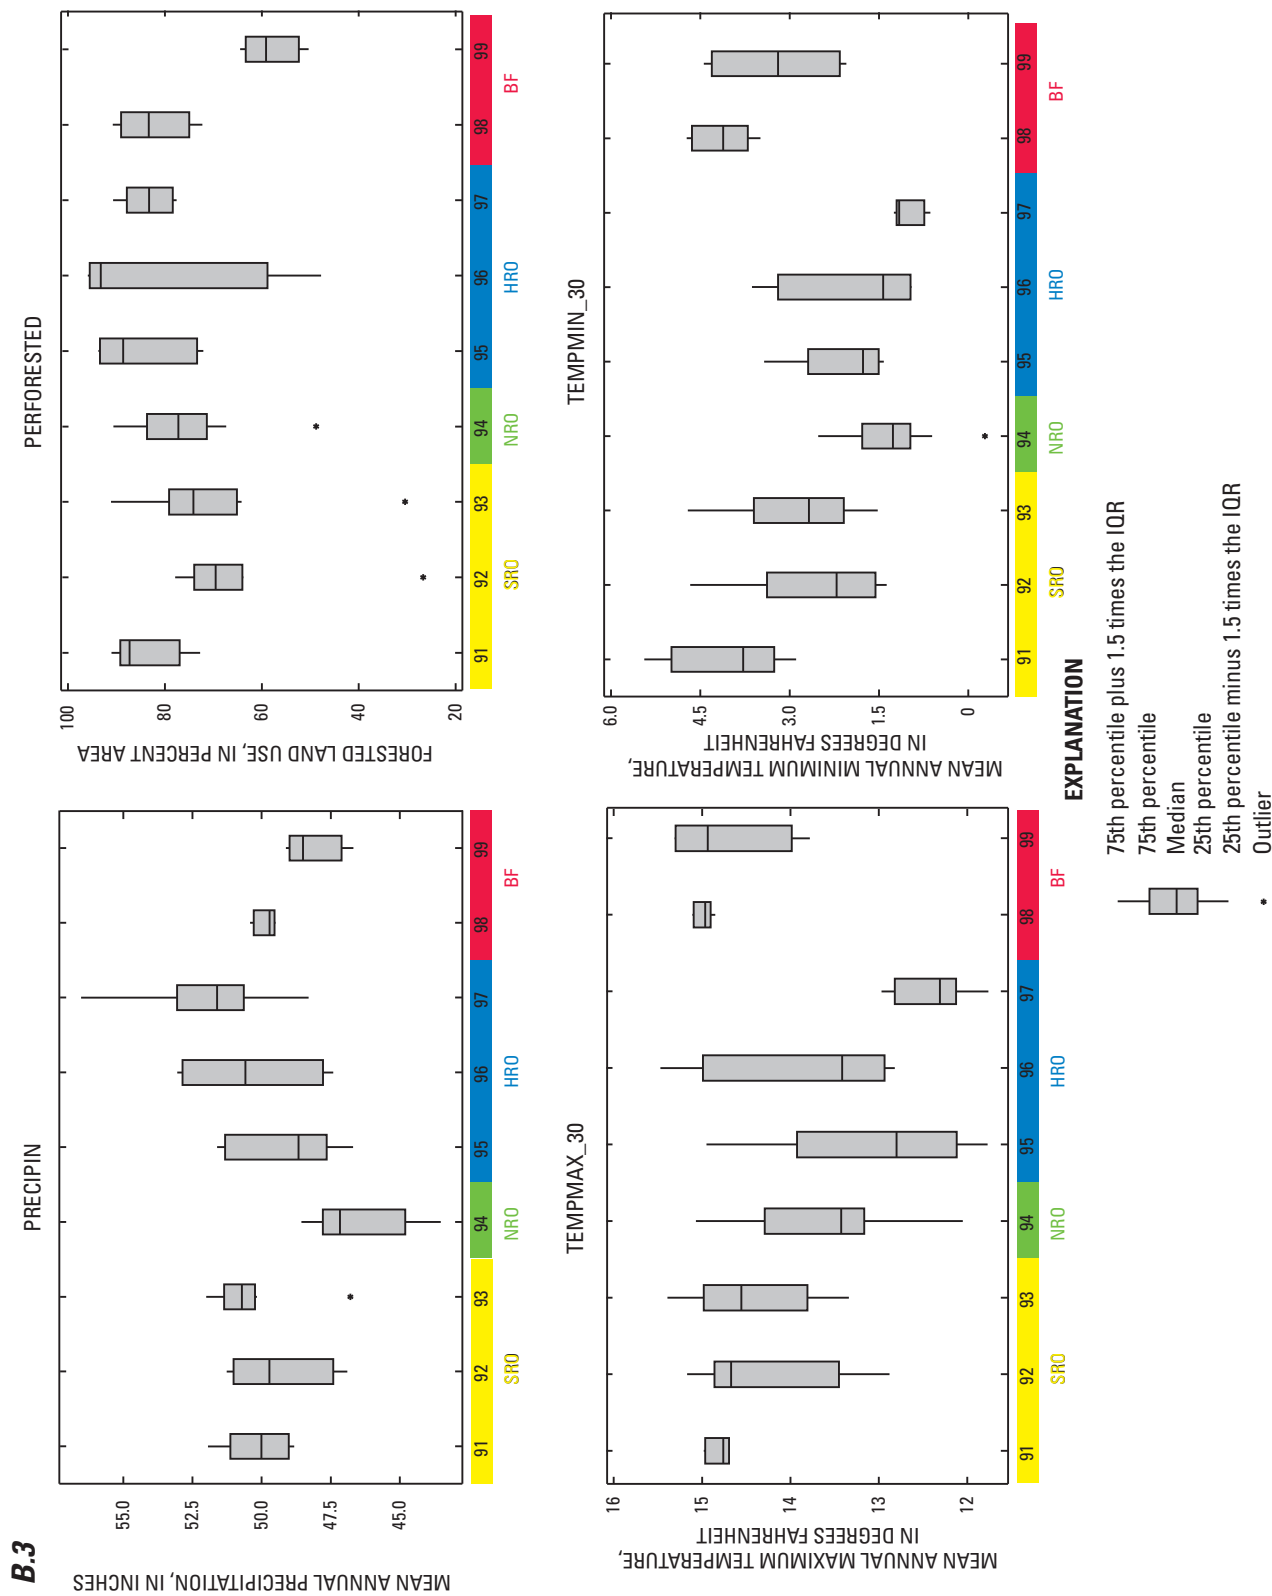 B.3
PRECIPIN
MEAN ANNUAL PRECIPITATION, IN INCHES
55.0
52.5
50.0
47.5
45.0
91 92 93 94 95 96 97 98 99
SRO NRO HRO BF
PERFORESTED
FORESTED LAND USE, IN PERCENT AREA
100
80
60
40
20
91 92 93 94 95 96 97 98 99
SRO NRO HRO BF
TEMPMAX_30
MEAN ANNUAL MAXIMUM TEMPERATURE,
IN DEGREES FAHRENHEIT
16
15
14
13
12
91 92 93 94 95 96 97 98 99
SRO NRO HRO BF
TEMPMIN_30
MEAN ANNUAL MINIMUM TEMPERATURE,
IN DEGREES FAHRENHEIT
6.0
4.5
3.0
1.5
0
91 92 93 94 95 96 97 98 99
SRO NRO HRO BF
EXPLANATION
75th percentile plus 1.5 times the IQR
75th percentile
Median
25th percentile
25th percentile minus 1.5 times the IQR
Outlier